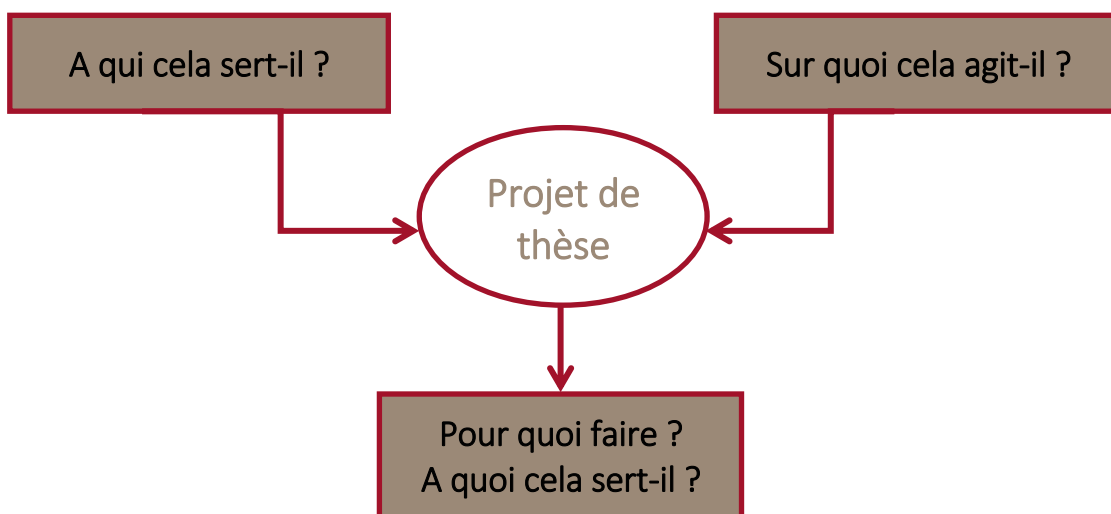 A qui cela sert-il ?
Sur quoi cela agit-il ?
Projet de
thèse
Pour quoi faire ?
A quoi cela sert-il ?